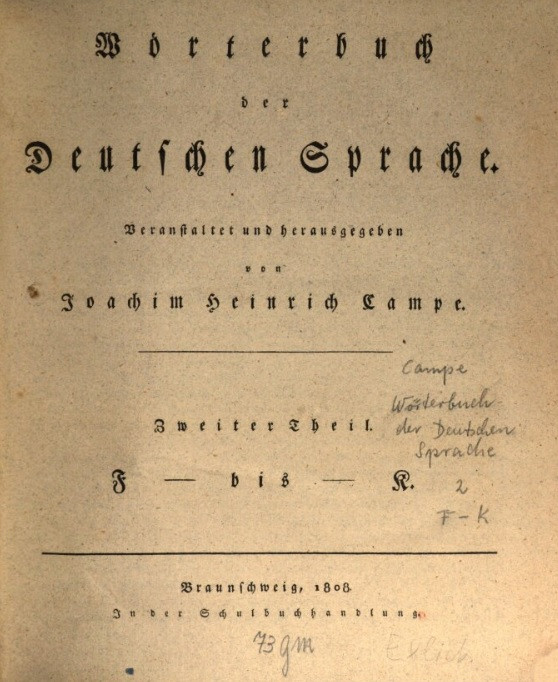 Wörterbuch
der
Deutſchen Sprache.
Veranſtaltet und herausgegeben
von
Joachim Heinrich Campe.
Campe
Wörterbuch
der Deutschen
Sprache
2
F – K
Zweiter Theil.
F — bis — K.
Braunſchweig, 1808
In der Schulbuchhandlung.
73 gm